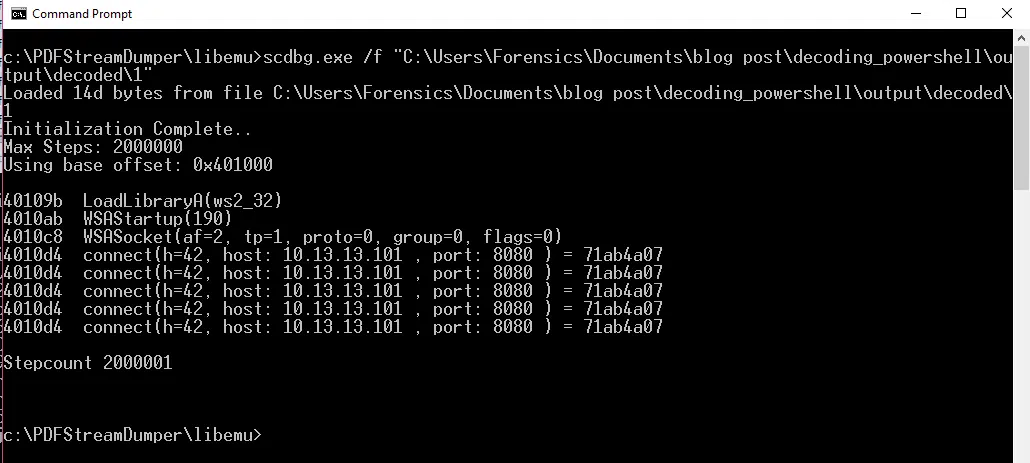 Command Prompt
c:\PDFStreamDumper\libemu>scdbg.exe /f "C:\Users\Forensics\Documents\blog post\decoding_powershell\ou
tput\decoded\1"
Loaded 14d bytes from file C:\Users\Forensics\Documents\blog post\decoding_powershell\output\decoded\
1
Initialization Complete..
Max Steps: 2000000
Using base offset: 0x401000
40109b  LoadLibraryA(ws2_32)
4010ab  WSAStartup(190)
4010c8  WSASocket(af=2, tp=1, proto=0, group=0, flags=0)
4010d4  connect(h=42, host: 10.13.13.101 , port: 8080 ) = 71ab4a07
4010d4  connect(h=42, host: 10.13.13.101 , port: 8080 ) = 71ab4a07
4010d4  connect(h=42, host: 10.13.13.101 , port: 8080 ) = 71ab4a07
4010d4  connect(h=42, host: 10.13.13.101 , port: 8080 ) = 71ab4a07
4010d4  connect(h=42, host: 10.13.13.101 , port: 8080 ) = 71ab4a07
Stepcount 2000001
c:\PDFStreamDumper\libemu>